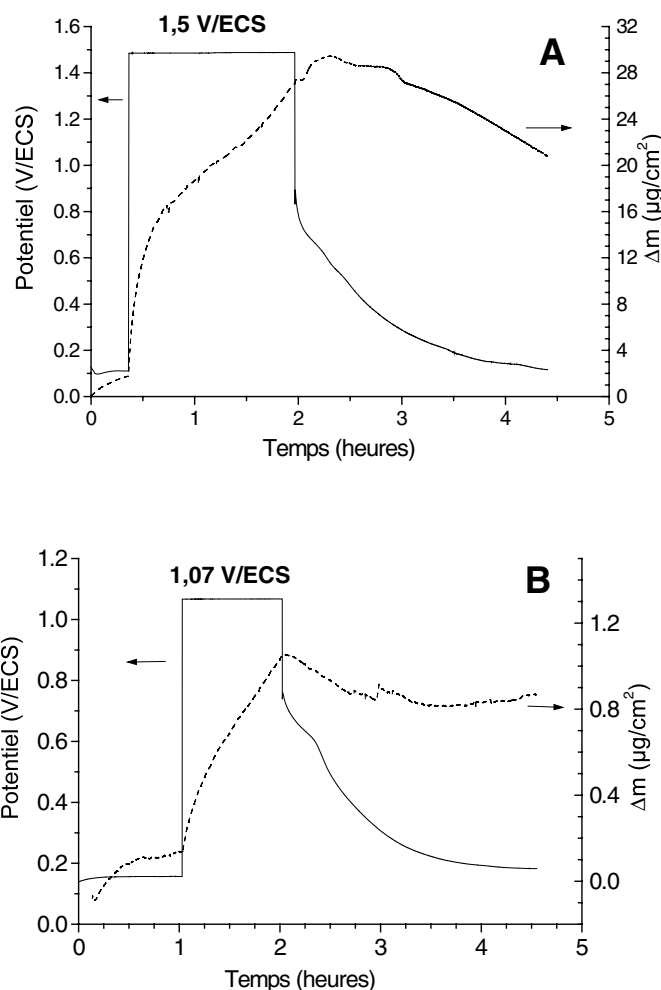 1,5 V/ECS
A
1.6
1.4
1.2
1.0
0.8
0.6
0.4
0.2
0.0
Potentiel (V/ECS)
32
28
24
20
16
12
8
4
0
Δm (µg/cm²)
0 1 2 3 4 5
Temps (heures)
1,07 V/ECS
B
1.2
1.0
0.8
0.6
0.4
0.2
0.0
Potentiel (V/ECS)
1.2
0.8
0.4
0.0
Δm (µg/cm²)
0 1 2 3 4 5
Temps (heures)